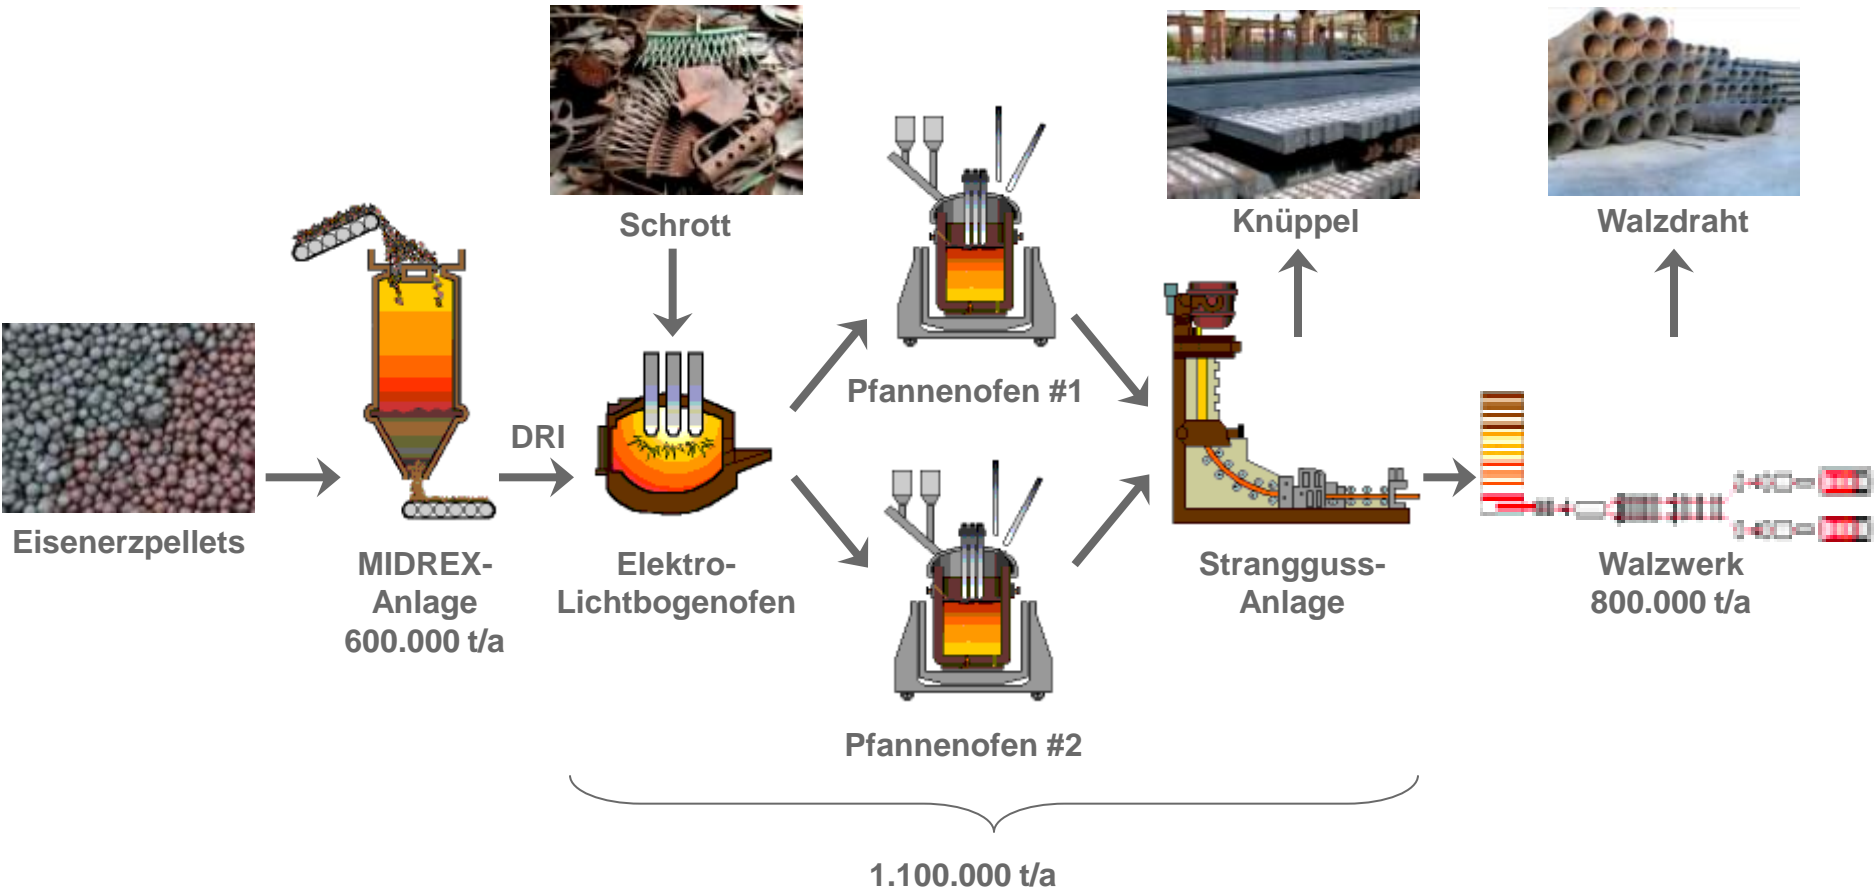 Schrott
Knüppel
Walzdraht
Pfannenofen #1
DRI
Eisenerzpellets
MIDREX-
Anlage
600.000 t/a
Elektro-
Lichtbogenofen
Strangguss-
Anlage
Walzwerk
800.000 t/a
Pfannenofen #2
1.100.000 t/a